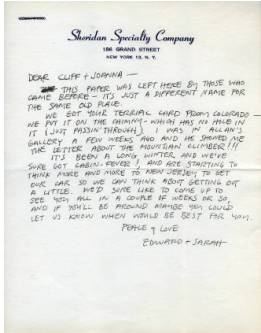 Sheridan Specialty Company
186 GRAND STREET
NEW YORK 13, N.Y.
DEAR CLIFF + JOANNA —
THIS PAPER WAS LEFT HERE BY THOSE WHO
CAME BEFORE – IT'S JUST A DIFFERENT NAME FOR
THE SAME OLD PLACE.
WE GOT YOUR TERRIAL CARD FROM COLORADO –
WE PUT IT ON THE CHIMNY – WHICH HAS NO HOLE IN
IT (JUST PASSIN THROUGH). I WAS IN ALLAN'S
GALLERY A FEW WEEKS AGO AND HE SHOWED ME
THE LETTER ABOUT THE MOUNTAIN CLIMBER!!!
IT'S BEEN A LONG WINTER AND WE'VE
SURE GOT CABIN-FEVER! AND ARE STARTING TO
THINK MORE AND MORE TO NEW JERSEY TO GET
OUR CAR SO WE CAN THINK ABOUT GETTING OUT
A LITTLE. WE'D SURE LIKE TO COME UP TO
SEE YOU ALL IN A COUPLE OF WEEKS OR SO,
AND IF YOU'LL BE AROUND MAYBE YOU COULD
LET US KNOW WHEN WOULD BE BEST FOR YOU.
PEACE & LOVE
EDWARD + SARAH